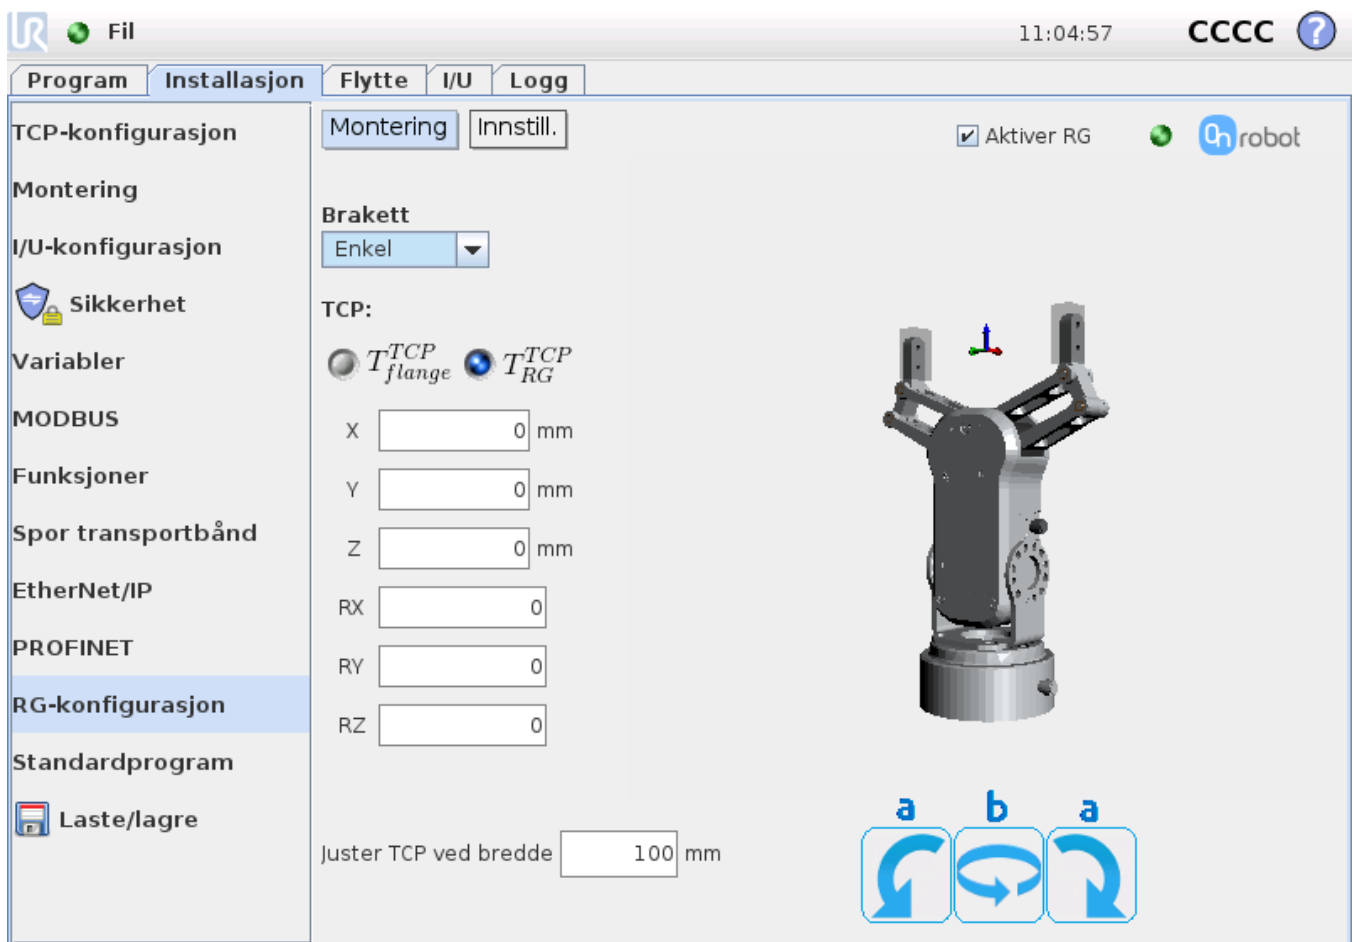 UR Fil 11:04:57 CCCC ?
Program Installasjon Flytte I/U Logg
TCP-konfigurasjon
Montering
I/U-konfigurasjon
Sikkerhet
Variabler
MODBUS
Funksjoner
Spor transportbånd
EtherNet/IP
PROFINET
RG-konfigurasjon
Standardprogram
Laste/lagre
Montering Innstill. Aktiver RG On robot
Brakett
Enkel
TCP:
T TCP flange T TCP RG
X 0 mm
Y 0 mm
Z 0 mm
RX 0
RY 0
RZ 0
Juster TCP ved bredde 100 mm
a b a